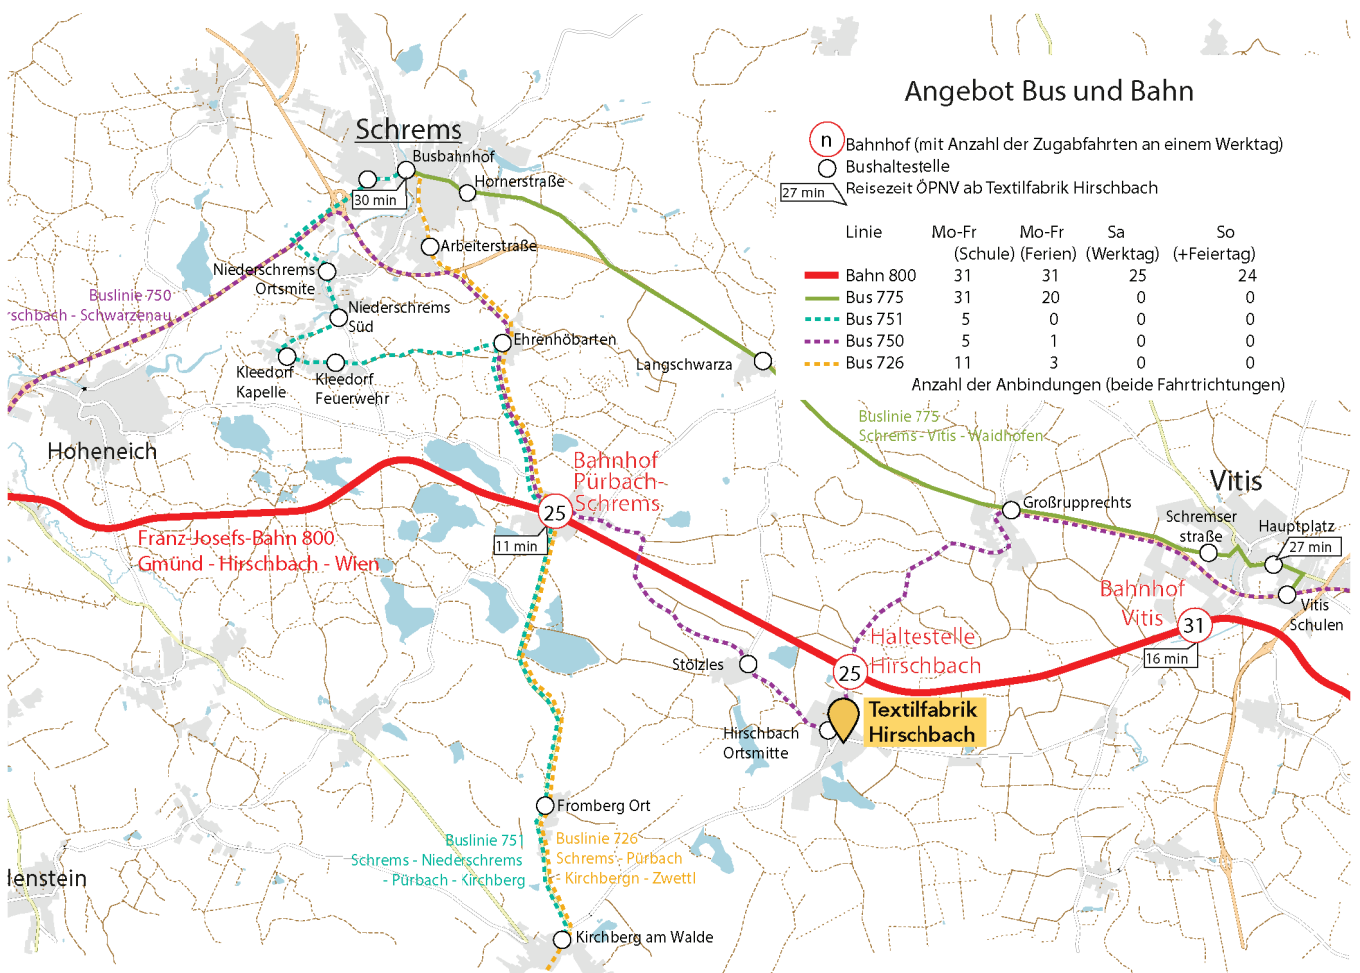 Angebot Bus und Bahn
n Bahnhof (mit Anzahl der Zugabfahrten an einem Werktag)
Bushaltestelle
27 min Reisezeit ÖPNV ab Textilfabrik Hirschbach
Linie Mo-Fr Mo-Fr Sa So
(Schule) (Ferien) (Werktag) (+Feiertag)
Bahn 800 31 31 25 24
Bus 775 31 20 0 0
Bus 751 5 0 0 0
Bus 750 5 1 0 0
Bus 726 11 3 0 0
Anzahl der Anbindungen (beide Fahrtrichtungen)
Schrems
Busbahnhof
30 min
Hornerstraße
Arbeiterstraße
Niederschrems
Ortsmite
Buslinie 750
rschbach - Schwarzenau
Niederschrems
Süd
Ehrenhöbarten
Kleedorf
Kapelle
Kleedorf
Feuerwehr
Langschwarza
Buslinie 775
Schrems - Vitis - Waidhofen
Hoheneich
Bahnhof
Pürbach-
Schrems
25
11 min
Franz-Josefs-Bahn 800
Gmünd - Hirschbach - Wien
Großrupprechts
Vitis
Schremser
straße
Hauptplatz
27 min
Vitis
Schulen
Bahnhof
Vitis
31
16 min
Haltestelle
Hirschbach
25
Stölzles
Textilfabrik
Hirschbach
Hirschbach
Ortsmitte
Fromberg Ort
Buslinie 751
Schrems - Niederschrems
- Pürbach - Kirchberg
Buslinie 726
Schrems - Pürbach
- Kirchbergn - Zwettl
lenstein
Kirchberg am Walde